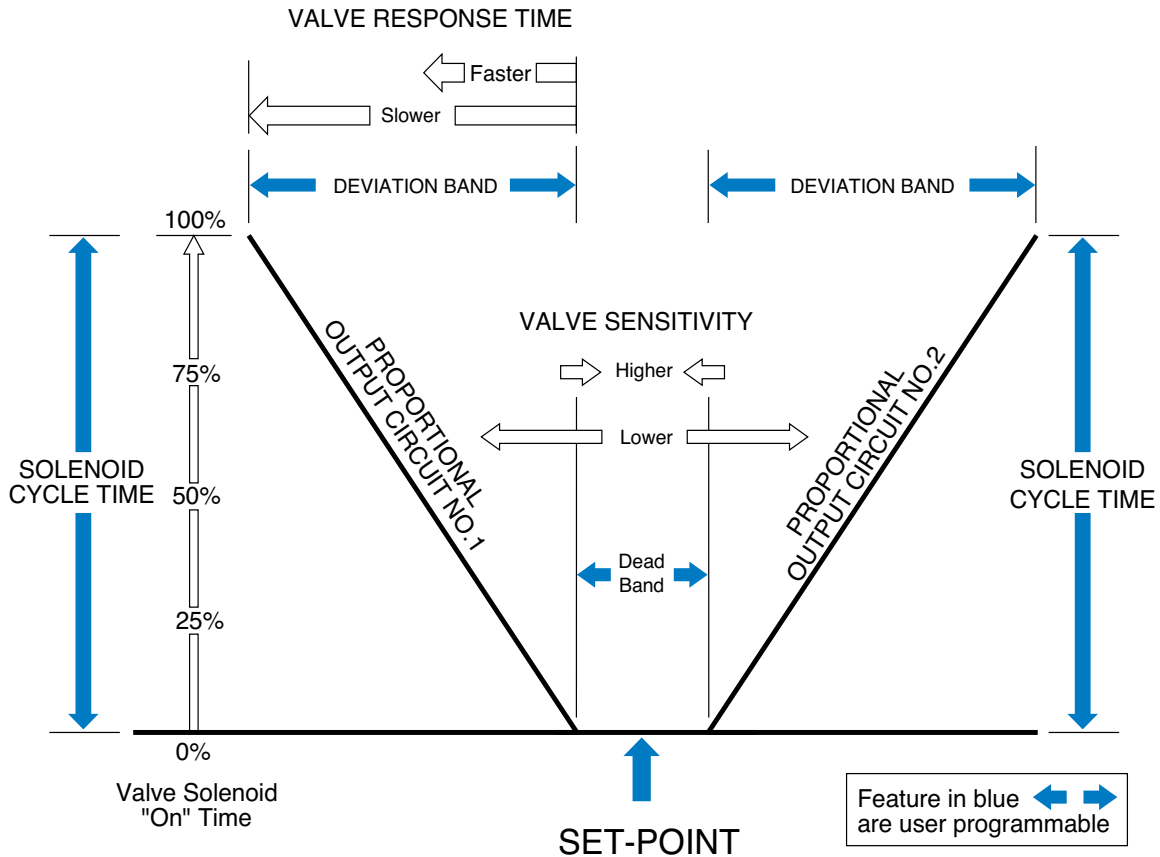 VALVE RESPONSE TIME
Faster
Slower
DEVIATION BAND
DEVIATION BAND
100%
VALVE SENSITIVITY
PROPORTIONAL
OUTPUT CIRCUIT NO.1
PROPORTIONAL
OUTPUT CIRCUIT NO.2
75%
Higher
Lower
SOLENOID
CYCLE TIME
50%
SOLENOID
CYCLE TIME
Dead
Band
25%
0%
Valve Solenoid
"On" Time
SET-POINT
Feature in blue
are user programmable